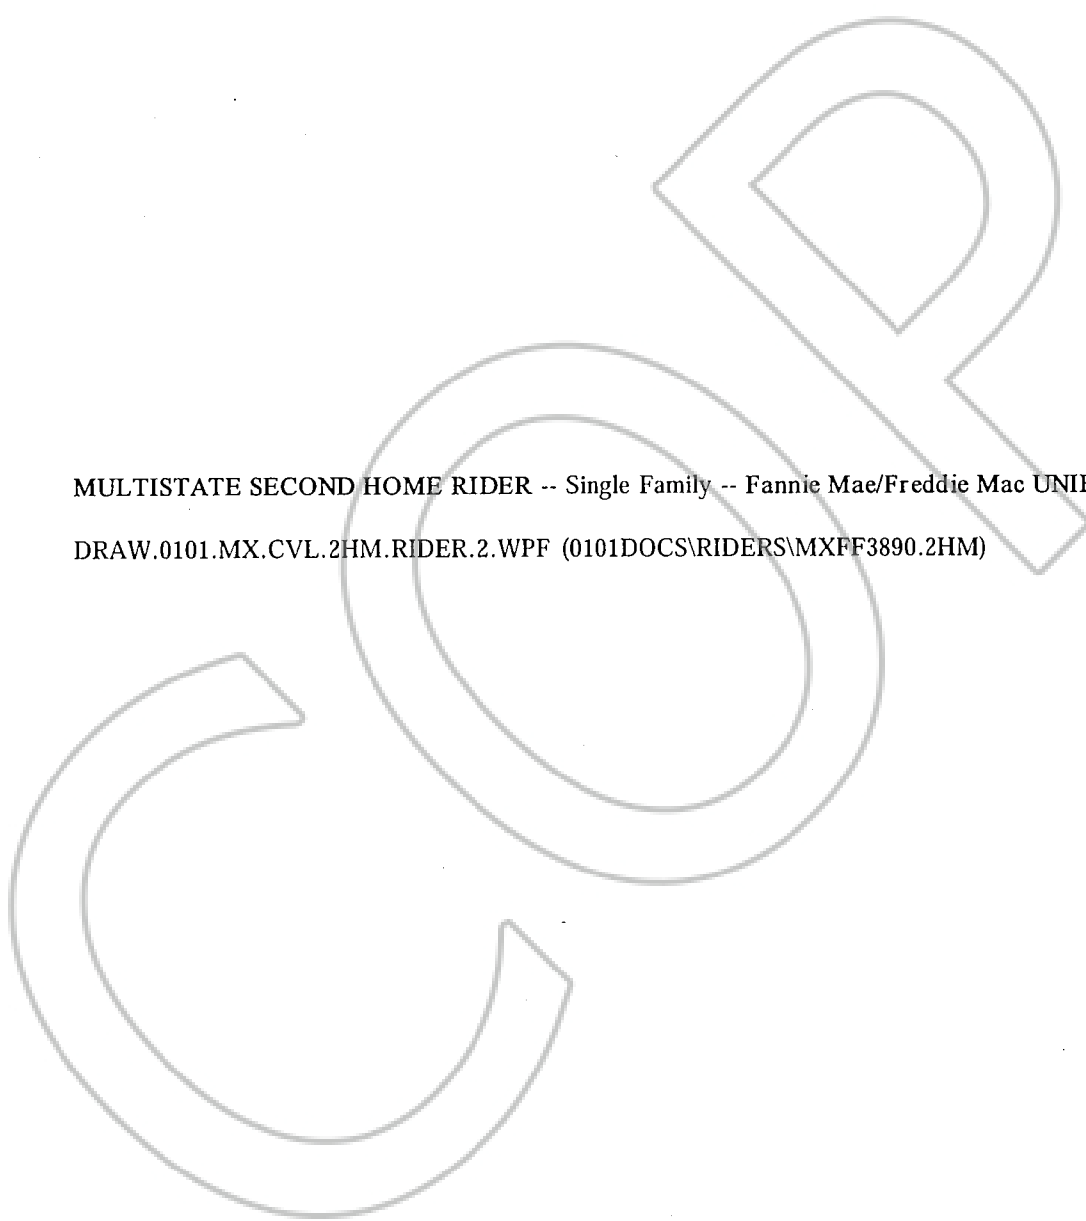 MULTISTATE SECOND HOME RIDER -- Single Family -- Fannie Mae/Freddie Mac
DRAW.0101.MX.CVL.2HM.RIDER.2.WPF (0101DOCS\RIDERS\MXFF3890.2HM)
COP